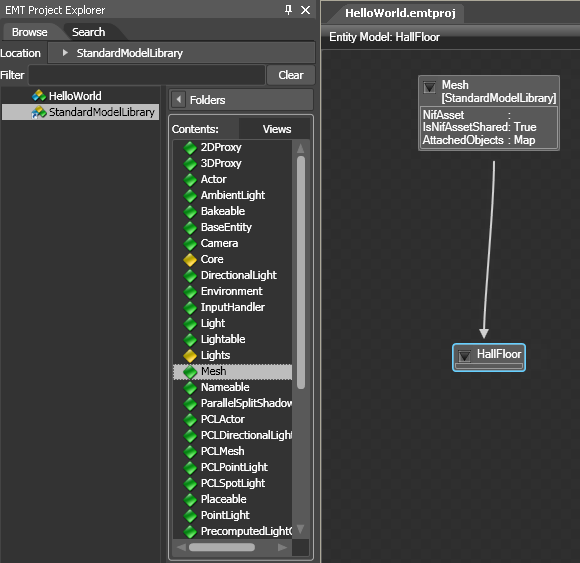 EMT Project Explorer
Browse
Search
Location
StandardModelLibrary
Filter
Clear
HelloWorld
StandardModelLibrary
Folders
Contents:
Views
2DProxy
3DProxy
Actor
AmbientLight
Bakeable
BaseEntity
Camera
Core
DirectionalLight
Environment
InputHandler
Light
Lightable
Lights
Mesh
Nameable
ParallelSplitShadow
PCLActor
PCLDirectionalLight
PCLMesh
PCLPointLight
PCLSpotLight
Placeable
PointLight
PrecomputedLight
HelloWorld.emtproj
Entity Model: HallFloor
Mesh
[StandardModelLibrary]
NifAsset :
IsNifAssetShared: True
AttachedObjects : Map
HallFloor